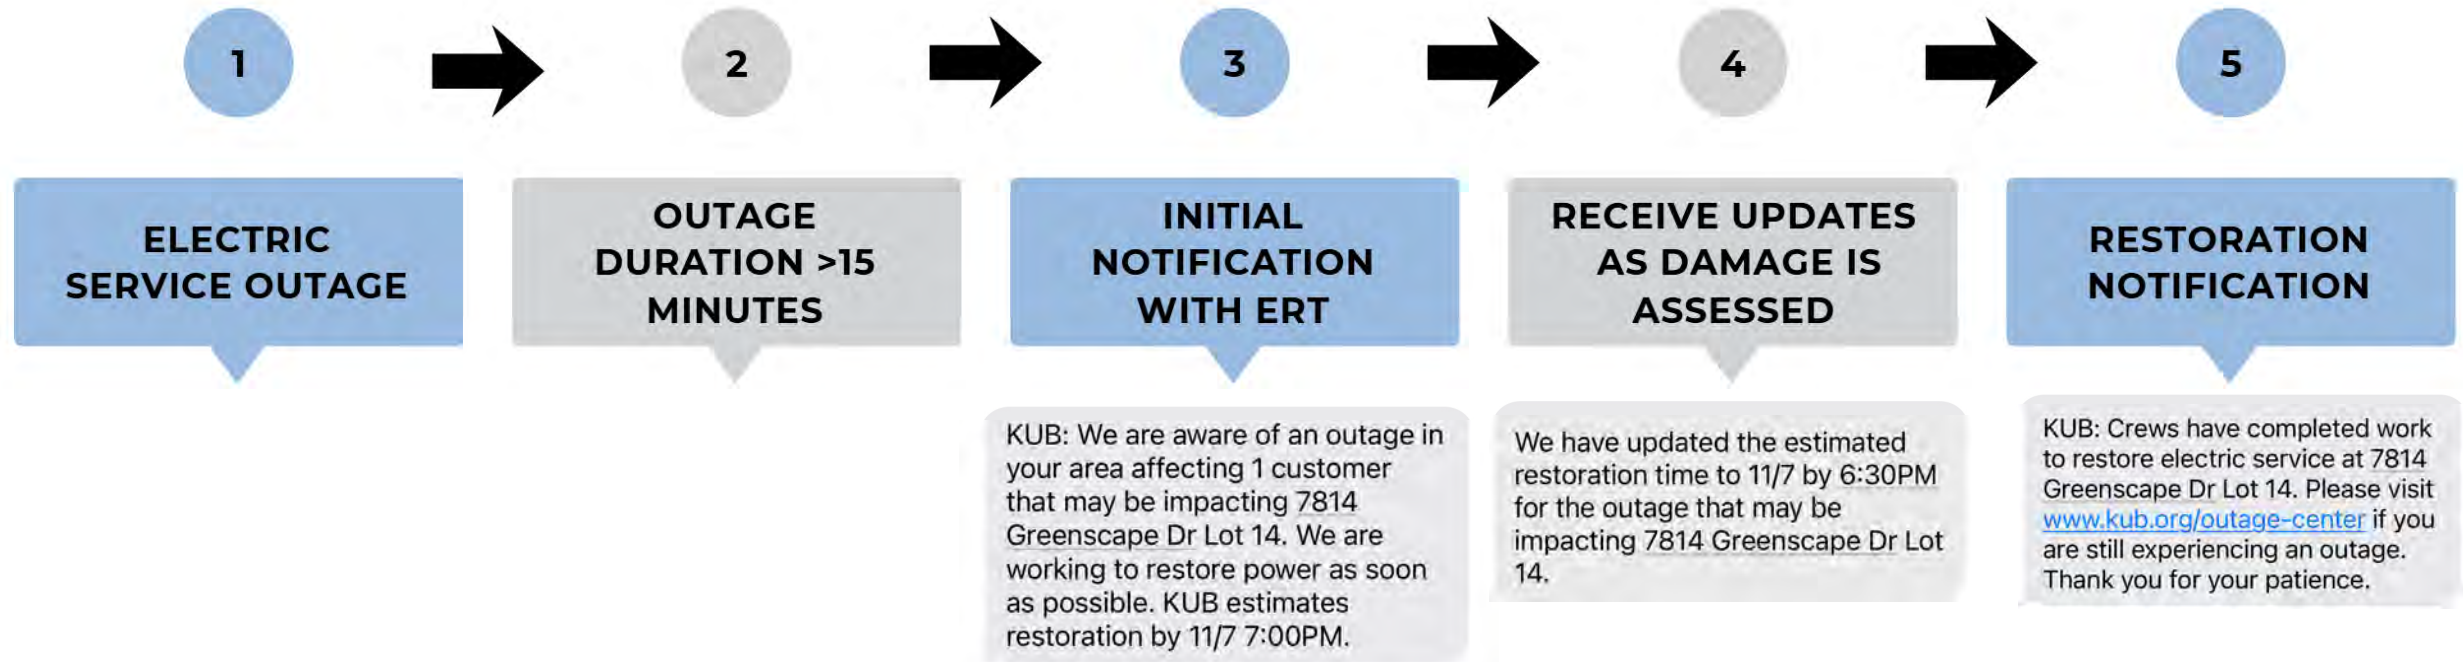 1
2
3
4
5
ELECTRIC
SERVICE OUTAGE
OUTAGE
DURATION >15
MINUTES
INITIAL
NOTIFICATION
WITH ERT
RECEIVE UPDATES
AS DAMAGE IS
ASSESSED
RESTORATION
NOTIFICATION
KUB: We are aware of an outage in
your area affecting 1 customer
that may be impacting 7814
Greenscape Dr Lot 14. We are
working to restore power as soon
as possible. KUB estimates
restoration by 11/7 7:00PM.
We have updated the estimated
restoration time to 11/7 by 6:30PM
for the outage that may be
impacting 7814 Greenscape Dr Lot
14.
KUB: Crews have completed work
to restore electric service at 7814
Greenscape Dr Lot 14. Please visit
www.kub.org/outage-center if you
are still experiencing an outage.
Thank you for your patience.